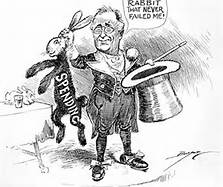 RABBIT
THAT NEVER
FAILED ME!
SPENDING